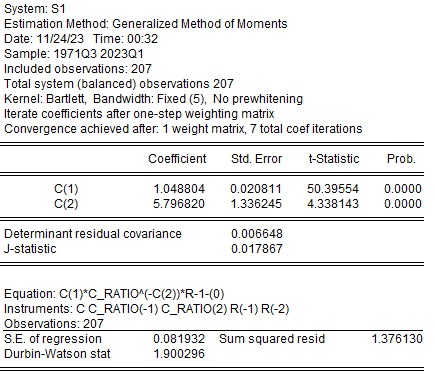 System: S1
Estimation Method: Generalized Method of Moments
Date: 11/24/23 Time: 00:32
Sample: 1971Q3 2023Q1
Included observations: 207
Total system (balanced) observations 207
Kernel: Bartlett, Bandwidth: Fixed (5), No prewhitening
Iterate coefficients after one-step weighting matrix
Convergence achieved after: 1 weight matrix, 7 total coef iterations
Coefficient Std. Error t-Statistic Prob.
C(1) 1.048804 0.020811 50.39554 0.0000
C(2) 5.796820 1.336245 4.338143 0.0000
Determinant residual covariance 0.006648
J-statistic 0.017867
Equation: C(1)*C_RATIO^(-C(2))*R-1-(0)
Instruments: C C_RATIO(-1) C_RATIO(2) R(-1) R(-2)
Observations: 207
S.E. of regression 0.081932 Sum squared resid 1.376130
Durbin-Watson stat 1.900296